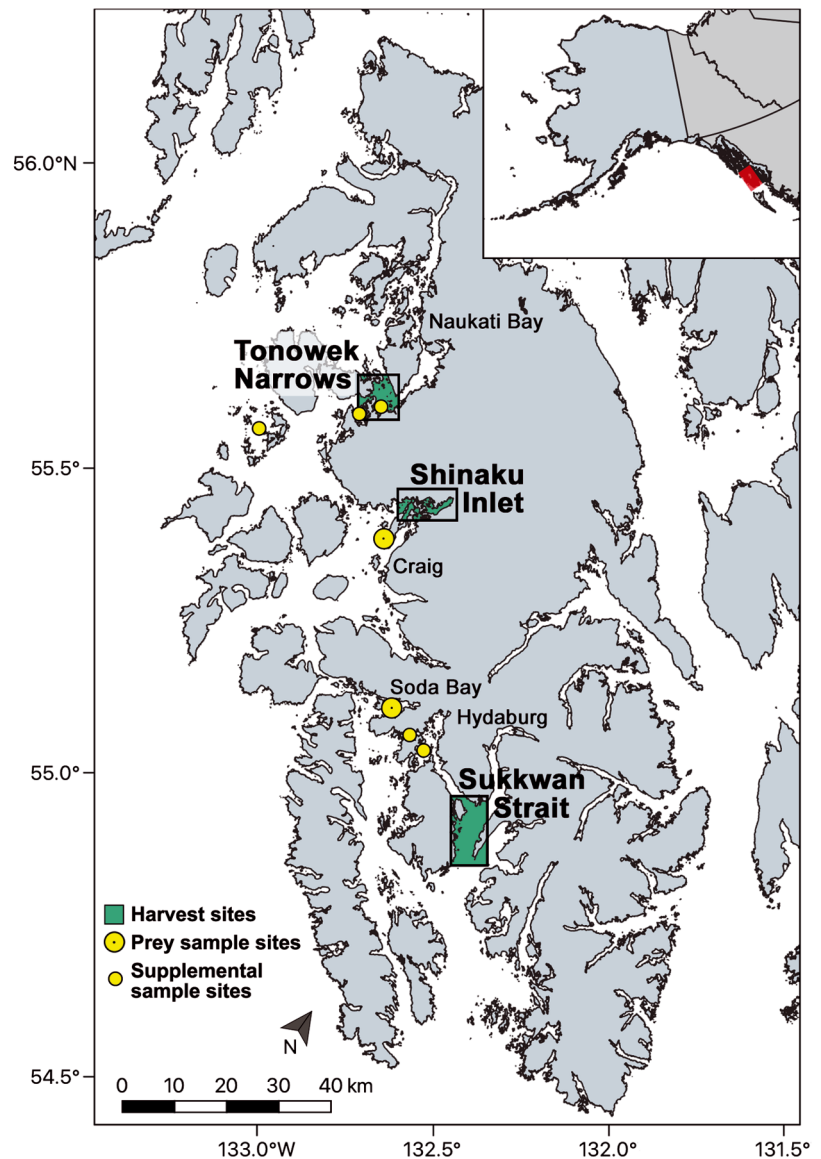 56.0°N
Naukati Bay
Tonowek
Narrows
55.5°
Shinaku
Inlet
Craig
Soda Bay
Hydaburg
55.0°
Sukkwan
Strait
Harvest sites
Prey sample sites
Supplemental
sample sites
N
0 10 20 30 40 km
54.5°
133.0°W 132.5° 132.0° 131.5°